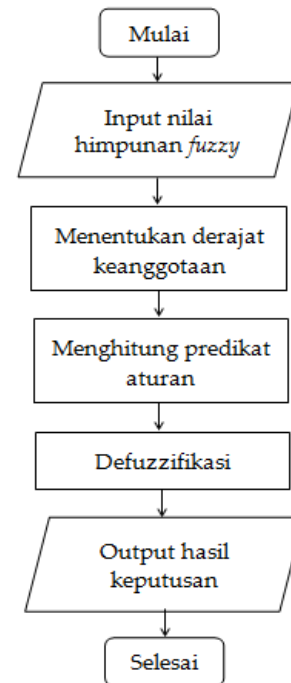 Mulai
Input nilai
himpunan fuzzy
Menentukan derajat
keanggotaan
Menghitung predikat
aturan
Defuzzifikasi
Output hasil
keputusan
Selesai